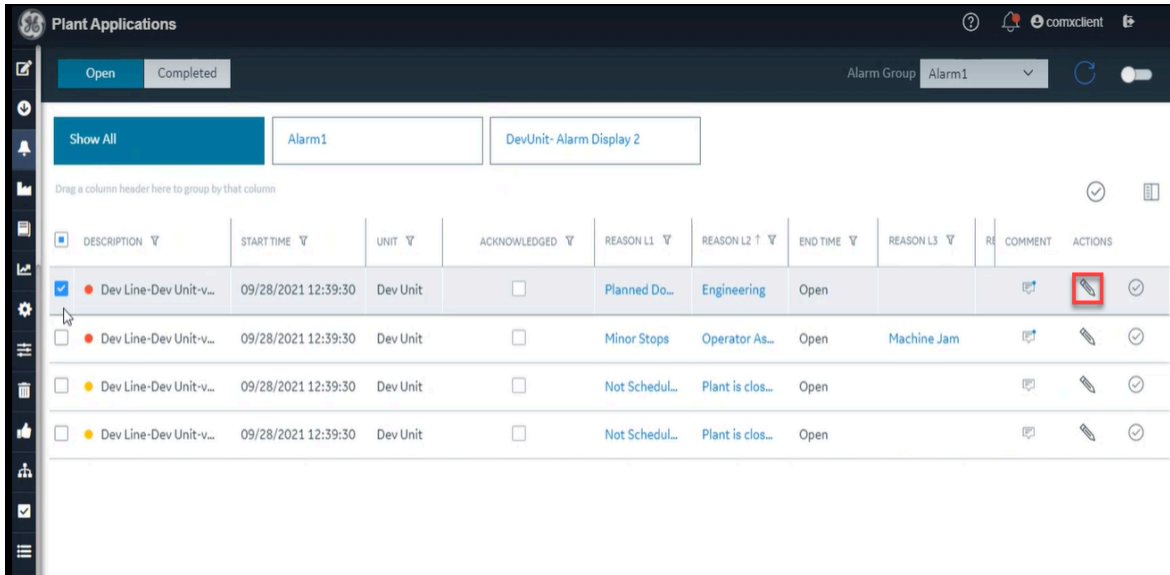 Plant Applications
comxclient
Open Completed Alarm Group Alarm1
Show All Alarm1 DevUnit- Alarm Display 2
Drag a column header here to group by that column
DESCRIPTION START TIME UNIT ACKNOWLEDGED REASON L1 REASON L2 END TIME REASON L3 RE COMMENT ACTIONS
Dev Line-Dev Unit-v... 09/28/2021 12:39:30 Dev Unit Planned Do... Engineering Open
Dev Line-Dev Unit-v... 09/28/2021 12:39:30 Dev Unit Minor Stops Operator As... Open Machine Jam
Dev Line-Dev Unit-v... 09/28/2021 12:39:30 Dev Unit Not Schedul... Plant is clos... Open
Dev Line-Dev Unit-v... 09/28/2021 12:39:30 Dev Unit Not Schedul... Plant is clos... Open